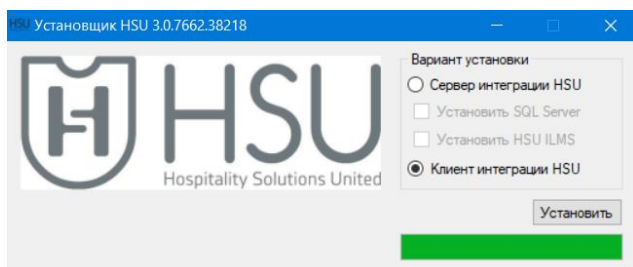 HSU Установщик HSU 3.0.7662.38218
H HSU
Hospitality Solutions United
Вариант установки
Сервер интеграции HSU
Установить SQL Server
Установить HSU ILMS
Клиент интеграции HSU
Установить